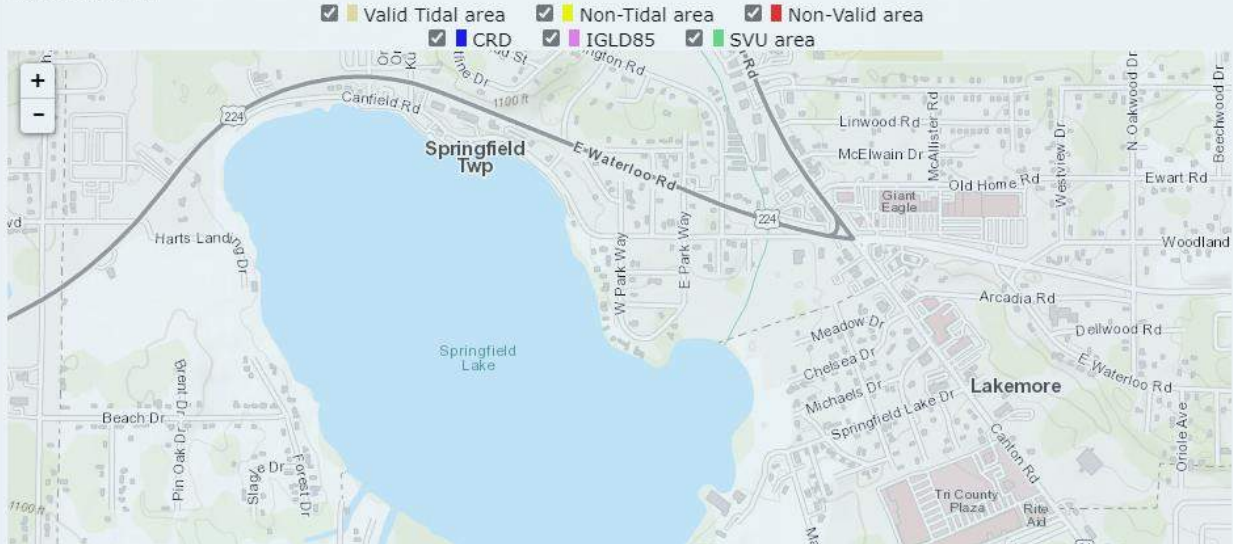 Valid Tidal area
Non-Tidal area
Non-Valid area
CRD
IGLD85
SVU area
+
-
1100 ft
Canfield Rd
224
Springfield
Twp
E Waterloo Rd
224
Linwood Rd
McElwain Dr
McAllister Rd
Old Home Rd
Westview Dr
N Oakwood Dr
Beechwood Dr
Ewart Rd
Giant
Eagle
Woodland
Harts Landing Dr
W Park Way
E Park Way
Arcadia Rd
Dellwood Rd
E Waterloo Rd
Meadow Dr
Chelsea Dr
Michaels Dr
Springfield Lake Dr
Lakemore
Springfield
Lake
Brent Dr
Beach Dr
Pin Oak Dr
Forest Dr
1100 ft
Canton Rd
Oriole Ave
Tri County
Plaza
Rite
Aid